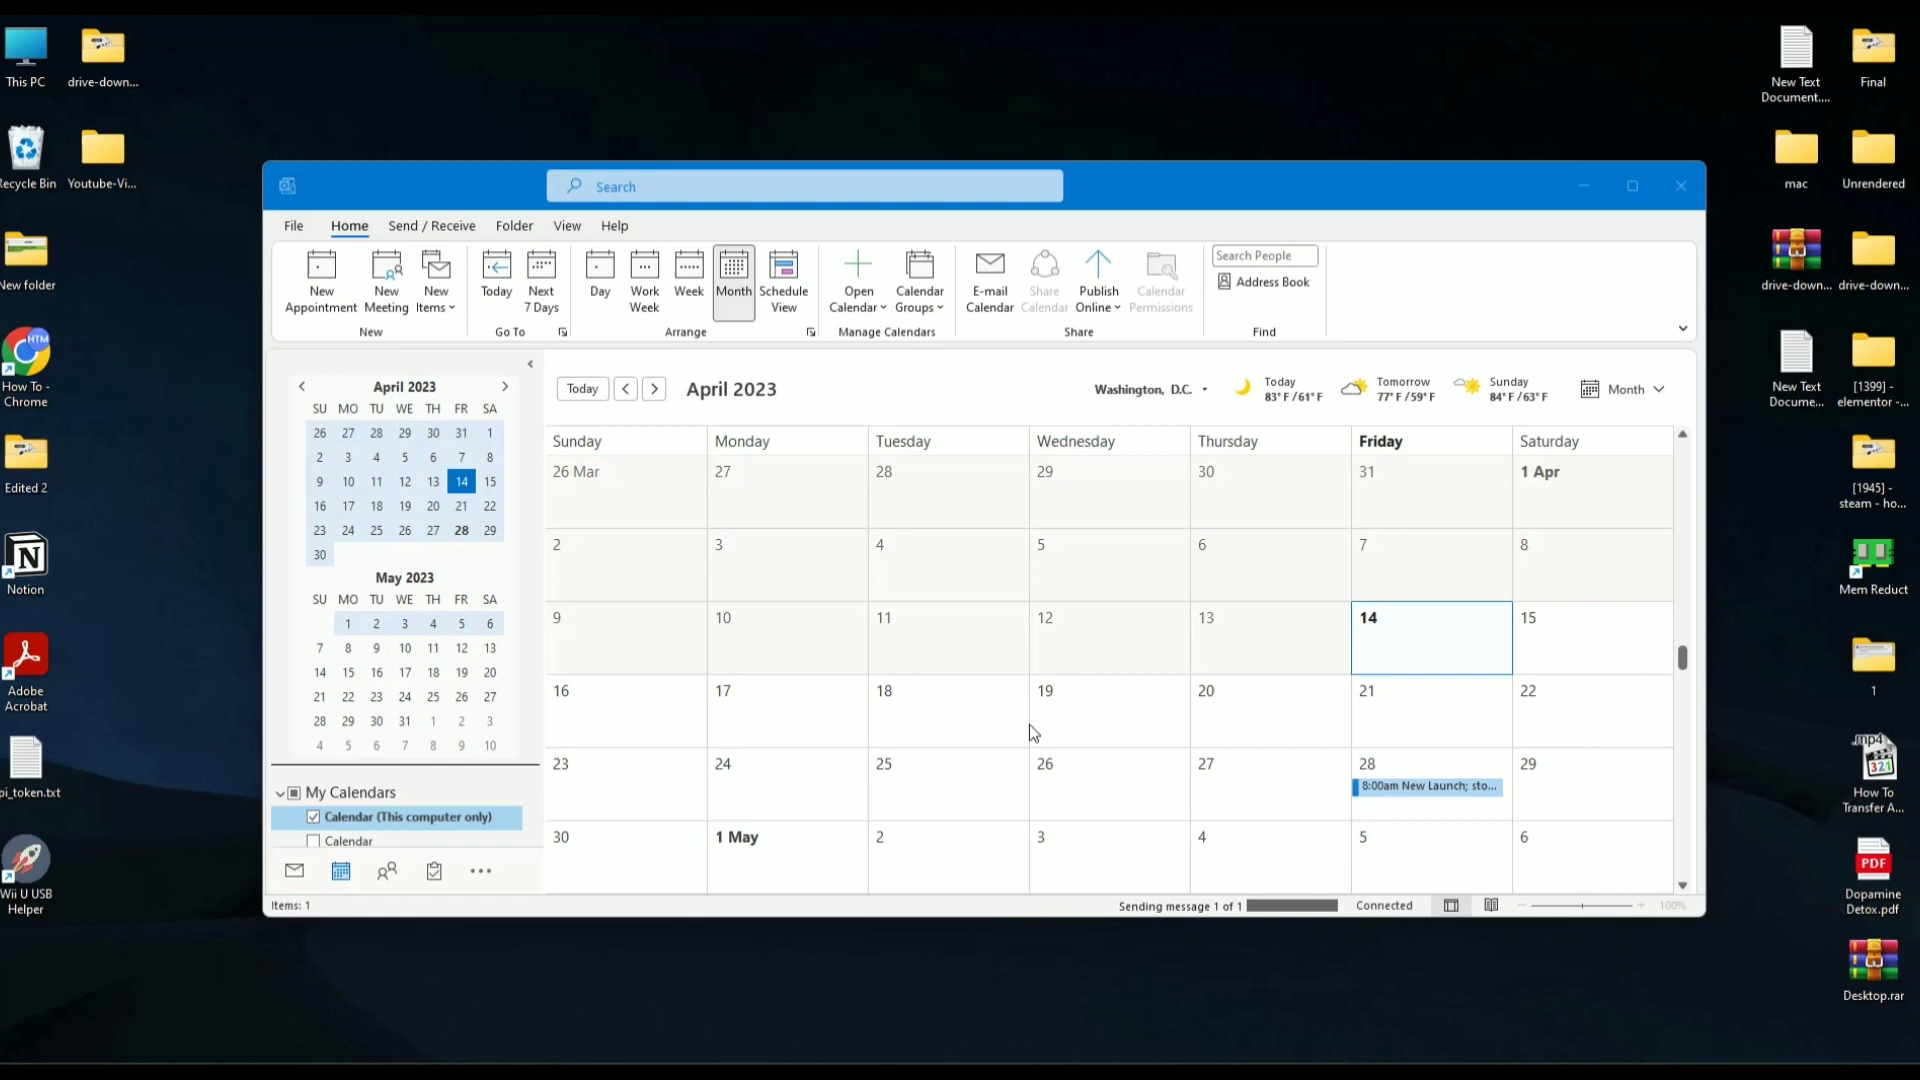 This PC
drive-down...
Recycle Bin
Youtube-Vi...
New folder
How To -
Chrome
Edited 2
Notion
Adobe
Acrobat
pi_token.txt
Wii U USB
Helper
Search
File Home Send / Receive Folder View Help
New
Appointment
New
Meeting
New
Items
New
Today
Next
7 Days
Go To
Day
Work
Week
Week
Month
Schedule
View
Arrange
Open
Calendar
Calendar
Groups
Manage Calendars
E-mail
Calendar
Share
Calendar
Publish
Online
Calendar
Permissions
Share
Search People
Address Book
Find
April 2023
SU MO TU WE TH FR SA
26 27 28 29 30 31 1
2 3 4 5 6 7 8
9 10 11 12 13 14 15
16 17 18 19 20 21 22
23 24 25 26 27 28 29
30
May 2023
SU MO TU WE TH FR SA
1 2 3 4 5 6
7 8 9 10 11 12 13
14 15 16 17 18 19 20
21 22 23 24 25 26 27
28 29 30 31 1 2 3
4 5 6 7 8 9 10
My Calendars
Calendar (This computer only)
Calendar
Items: 1
Today April 2023
Washington, D.C.
Today
83°F/61°F
Tomorrow
77°F/59°F
Sunday
84°F/63°F
Month
Sunday Monday Tuesday Wednesday Thursday Friday Saturday
26 Mar 27 28 29 30 31 1 Apr
2 3 4 5 6 7 8
9 10 11 12 13 14 15
16 17 18 19 20 21 22
23 24 25 26 27 28 29
8:00am New Launch; sto...
30 1 May 2 3 4 5 6
Sending message 1 of 1 Connected 100%
New Text
Document....
Final
mac
Unrendered
drive-down...
drive-down...
New Text
Docume...
[1399] -
elementor -...
[1945] -
steam - ho...
Mem Reduct
1
.mp4
321
How To
Transfer A...
PDF
Dopamine
Detox.pdf
Desktop.rar